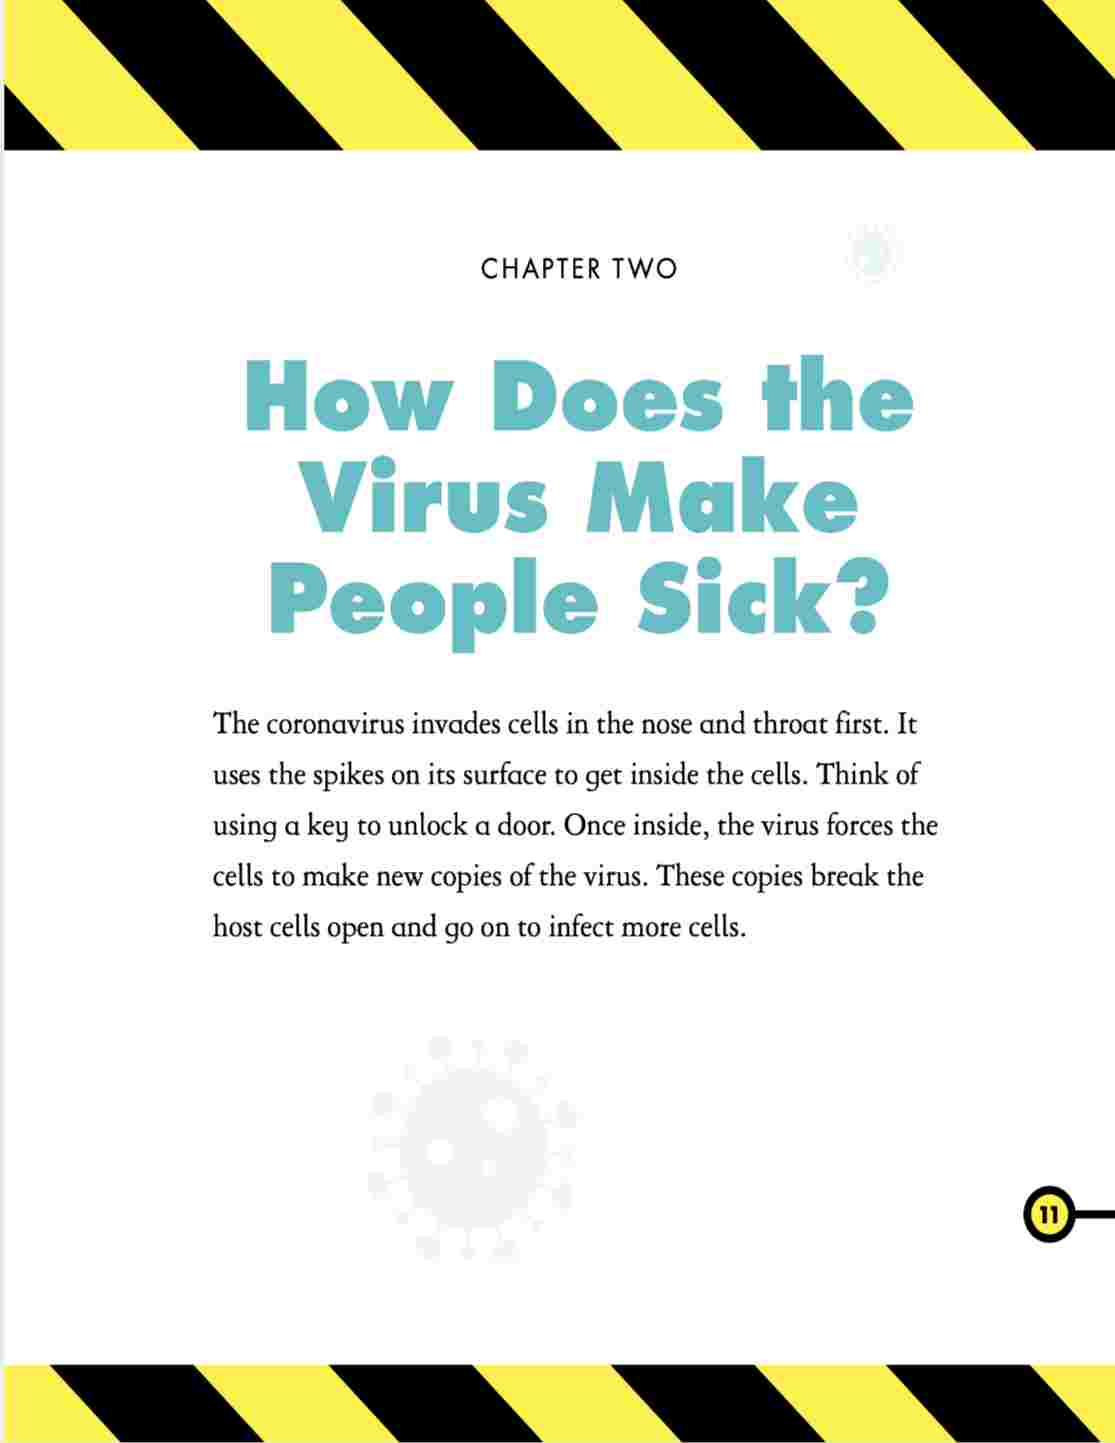 CHAPTER TWO
How Does the
Virus Make
People Sick?
The coronavirus invades cells in the nose and throat first. It
uses the spikes on its surface to get inside the cells. Think of
using a key to unlock a door. Once inside, the virus forces the
cells to make new copies of the virus. These copies break the
host cells open and go on to infect more cells.
11